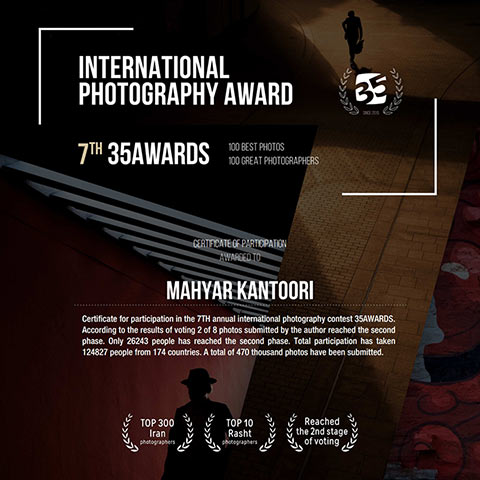 INTERNATIONAL
PHOTOGRAPHY AWARD
35
SINCE 2015
7TH 35AWARDS
100 BEST PHOTOS
100 GREAT PHOTOGRAPHERS
CERTIFICATE OF PARTICIPATION
AWARDED TO
MAHYAR KANTOORI
Certificate for participation in the 7TH annual international photography contest 35AWARDS.
According to the results of voting 2 of 8 photos submitted by the author reached the second
phase. Only 26243 people has reached the second phase. Total participation has taken
124827 people from 174 countries. A total of 470 thousand photos have been submitted.
TOP 300
Iran
photographers
TOP 10
Rasht
photographers
Reached
the 2nd stage
of voting